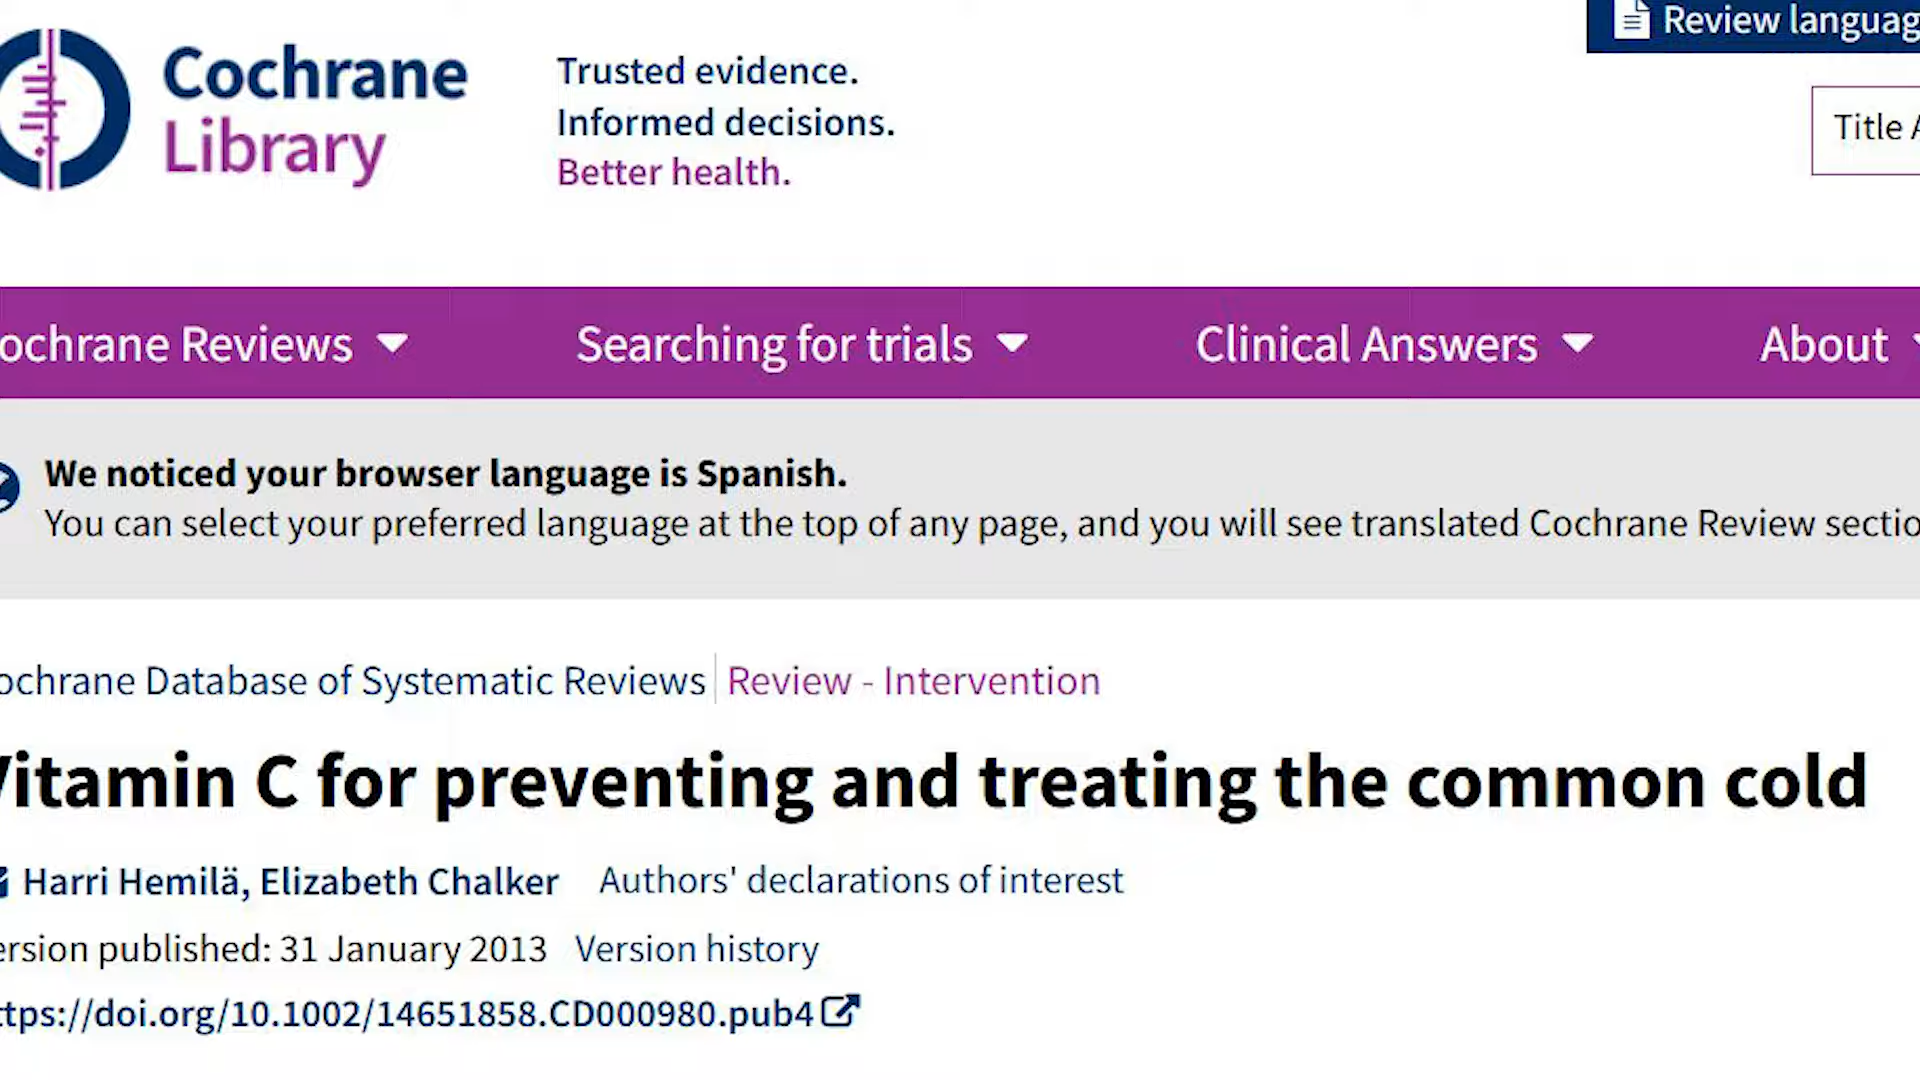 Cochrane
Library
Trusted evidence.
Informed decisions.
Better health.
Review languag
Title A
ochrane Reviews
Searching for trials
Clinical Answers
About
We noticed your browser language is Spanish.
You can select your preferred language at the top of any page, and you will see translated Cochrane Review sectio
ochrane Database of Systematic Reviews Review - Intervention
Vitamin C for preventing and treating the common cold
Harri Hemilä, Elizabeth Chalker Authors' declarations of interest
ersion published: 31 January 2013 Version history
ttps://doi.org/10.1002/14651858.CD000980.pub4